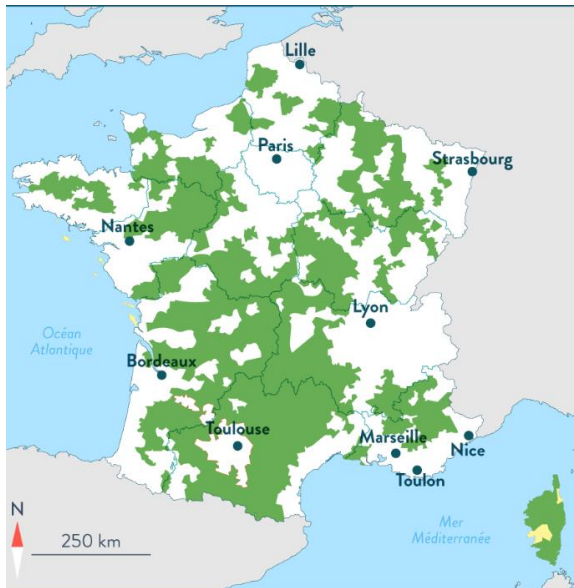 Lille
Paris
Strasbourg
Nantes
Lyon
Océan
Atlantique
Bordeaux
Toulouse
Marseille
Nice
Toulon
N
250 km
Mer
Méditerranée